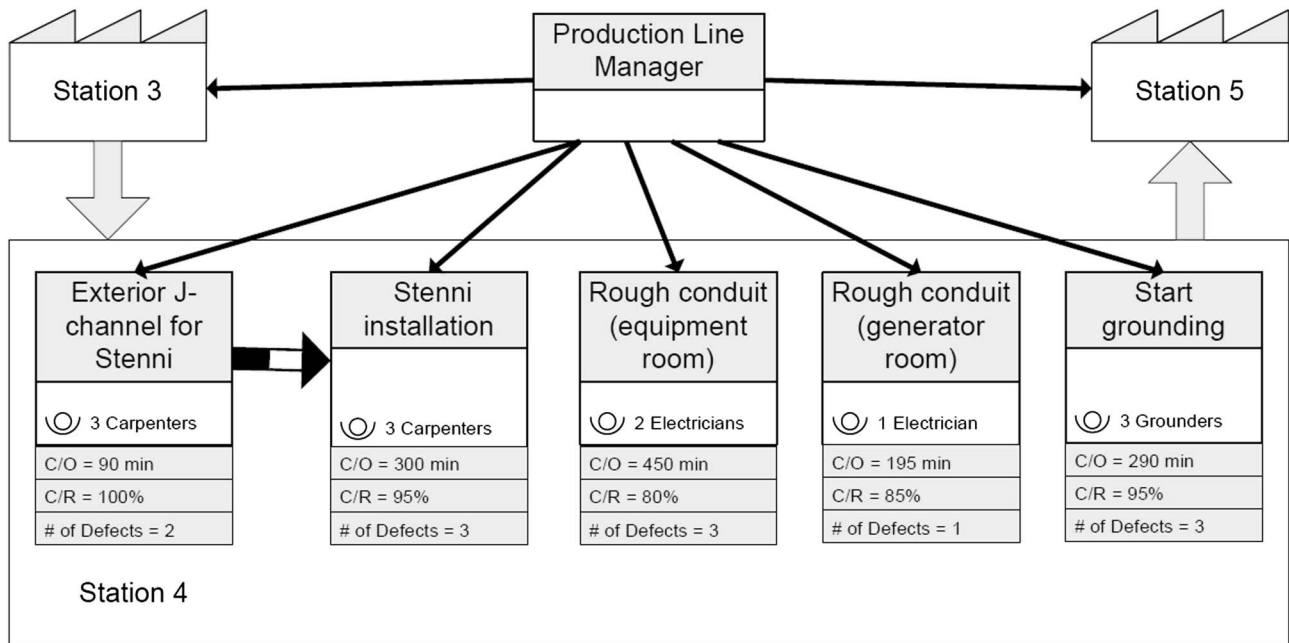 Production Line
Manager
Station 3
Station 5
Exterior J-
channel for
Stenni
3 Carpenters
C/O = 90 min
C/R = 100%
# of Defects = 2
Stenni
installation
3 Carpenters
C/O = 300 min
C/R = 95%
# of Defects = 3
Rough conduit
(equipment
room)
2 Electricians
C/O = 450 min
C/R = 80%
# of Defects = 3
Rough conduit
(generator
room)
1 Electrician
C/O = 195 min
C/R = 85%
# of Defects = 1
Start
grounding
3 Grounders
C/O = 290 min
C/R = 95%
# of Defects = 3
Station 4